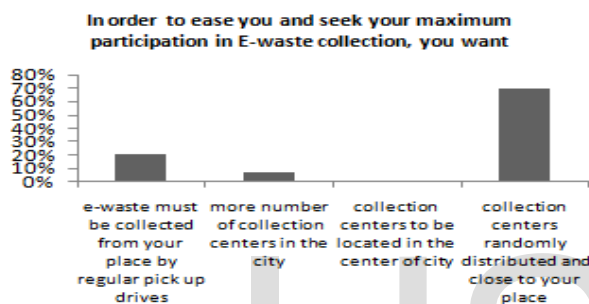 In order to ease you and seek your maximum
participation in E-waste collection, you want
80%
70%
60%
50%
40%
30%
20%
10%
0%
e-waste must
be collected
from your
place by
regular pick up
drives
more number
of collection
centers in the
city
collection
centers to be
located in the
center of city
collection
centers
randomly
distributed and
close to your
place